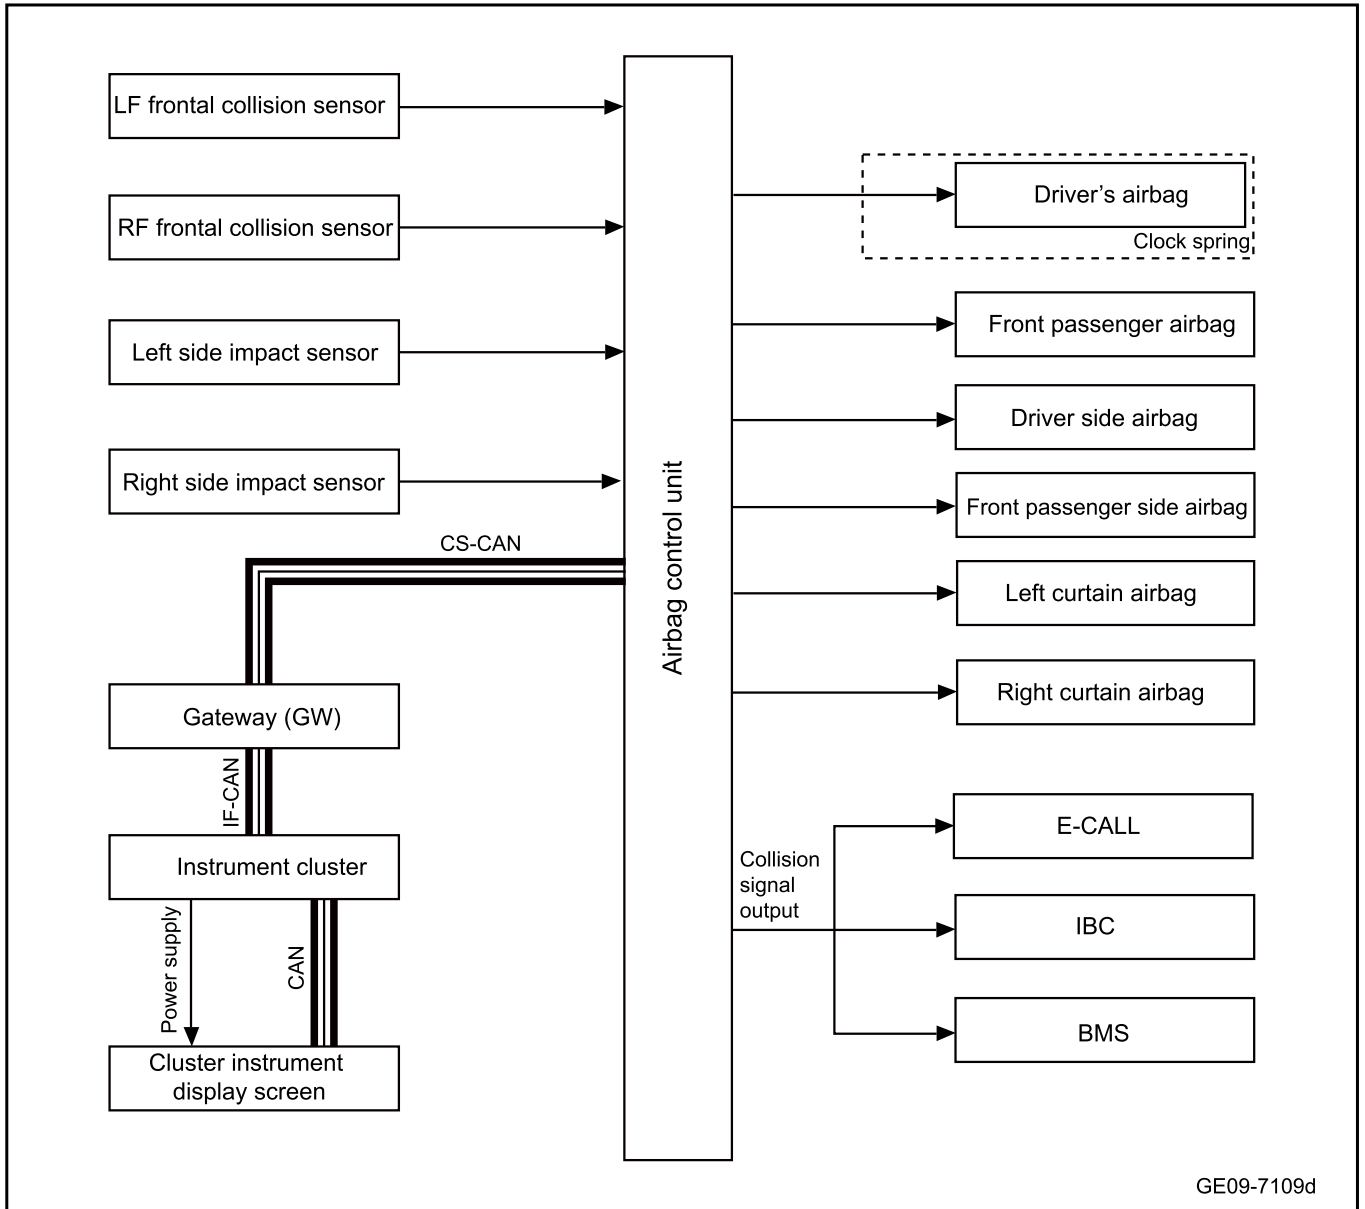 LF frontal collision sensor
RF frontal collision sensor
Left side impact sensor
Right side impact sensor
CS-CAN
Gateway (GW)
IF-CAN
Instrument cluster
Power supply
CAN
Cluster instrument
display screen
Airbag control unit
Driver’s airbag
Clock spring
Front passenger airbag
Driver side airbag
Front passenger side airbag
Left curtain airbag
Right curtain airbag
Collision
signal
output
E-CALL
IBC
BMS
GE09-7109d